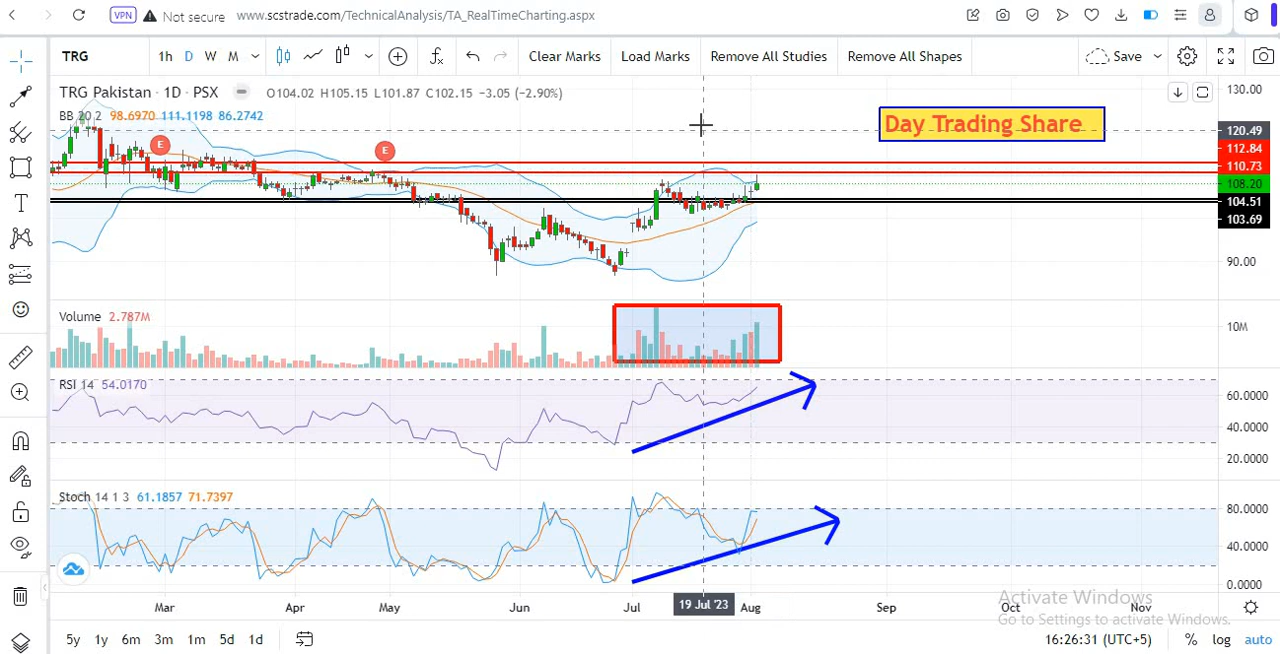 VPN Not secure www.scstrade.com/TechnicalAnalysis/TA_RealTimeCharting.aspx
TRG 1h D W M Clear Marks Load Marks Remove All Studies Remove All Shapes Save
TRG Pakistan · 1D · PSX O104.02 H105.15 L101.87 C102.15 -3.05 (-2.90%)
BB 20 2 98.6970 111.1198 86.2742
Day Trading Share
E
E
130.00
120.49
112.84
110.73
108.20
104.51
103.69
90.00
Volume 2.787M
10M
RSI 14 54.0170
60.0000
40.0000
20.0000
Stoch 14 1 3 61.1857 71.7397
80.0000
40.0000
0.0000
Mar Apr May Jun Jul 19 Jul '23 Aug Sep Oct Nov
Activate Windows
Go to Settings to activate Windows.
5y 1y 6m 3m 1m 5d 1d 16:26:31 (UTC+5) % log auto